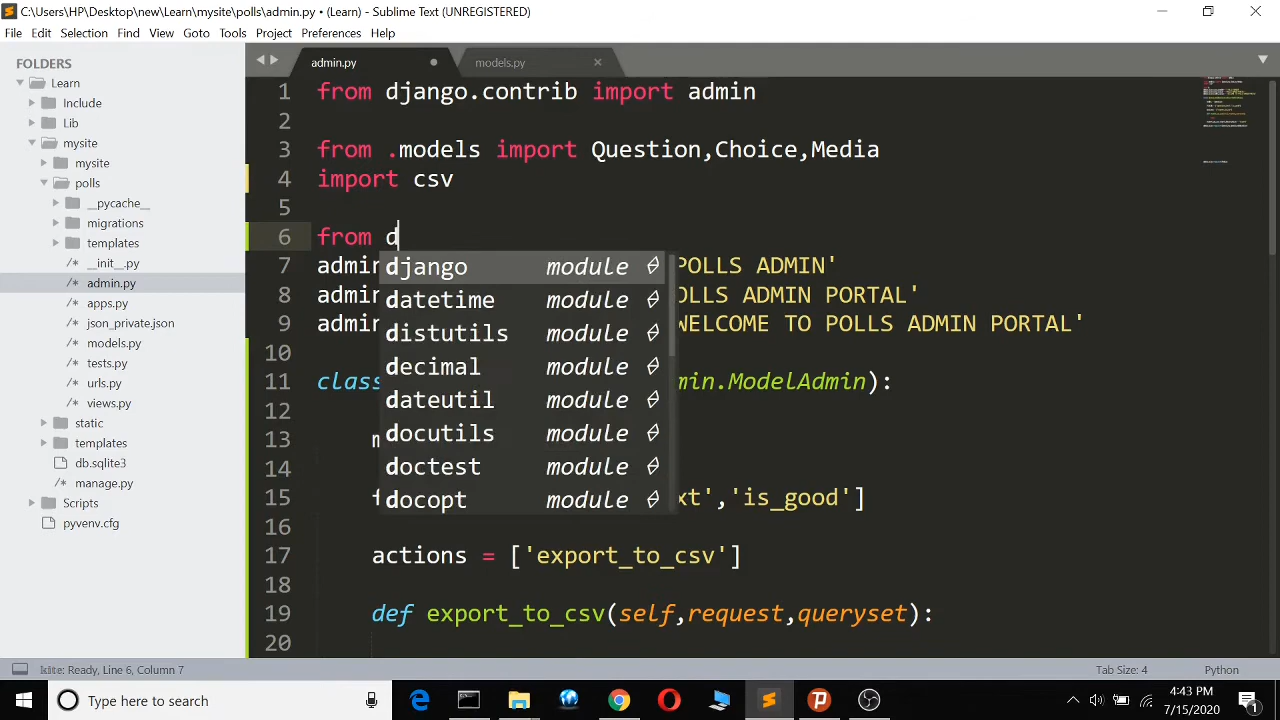 C:\Users\HP\Desktop\new\Learn\mysite\polls\admin.py • (Learn) - Sublime Text (UNREGISTERED)
File Edit Selection Find View Goto Tools Project Preferences Help
FOLDERS
Learn
Include
Lib
mysite
mysite
polls
__pycache__
migrations
templates
/* __init__.py
/* admin.py
/* apps.py
/* json_private.json
/* models.py
/* tests.py
/* urls.py
/* views.py
static
templates
db.sqlite3
/* manage.py
Scripts
pyvenv.cfg
admin.py
models.py
1 from django.contrib import admin
2
3 from .models import Question,Choice,Media
4 import csv
5
6 from d
7 admin POLLS ADMIN'
8 admin OLLS ADMIN PORTAL'
9 admin WELCOME TO POLLS ADMIN PORTAL'
10
11 class min.ModelAdmin):
12
13 m
14
15 f xt','is_good']
16
17 actions = ['export_to_csv']
18
19 def export_to_csv(self,request,queryset):
20
django module
datetime module
distutils module
decimal module
dateutil module
docutils module
doctest module
docopt module
kite: Ready, Line 6, Column 7
Tab Size: 4
Python
Type here to search
4:43 PM
7/15/2020
1